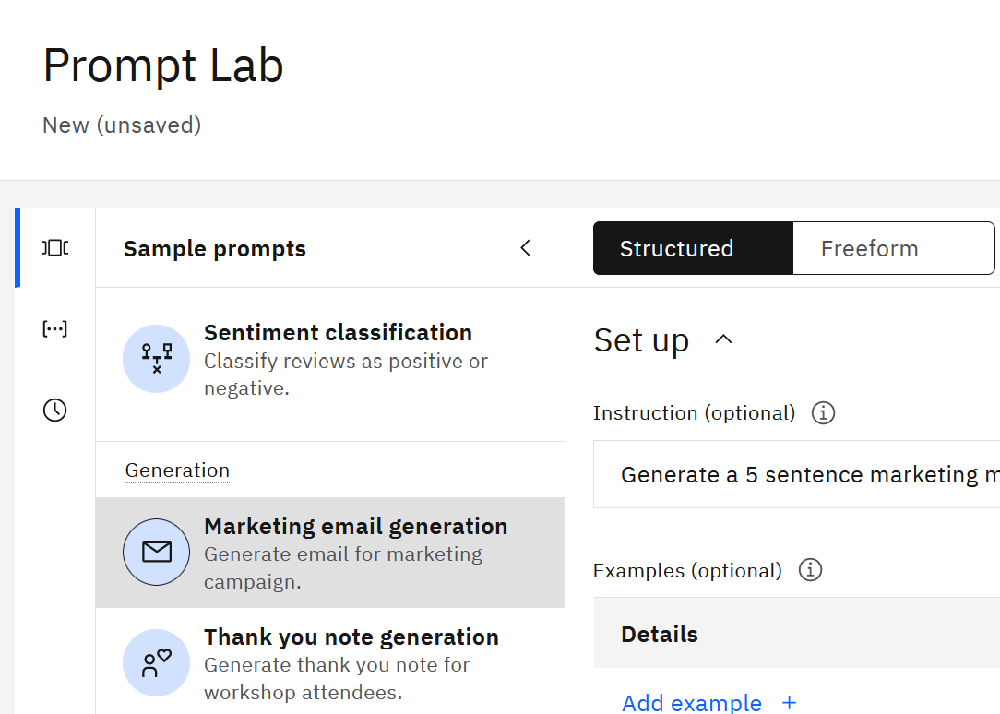 Prompt Lab
New (unsaved)
Sample prompts
Sentiment classification
Classify reviews as positive or
negative.
Generation
Marketing email generation
Generate email for marketing
campaign.
Thank you note generation
Generate thank you note for
workshop attendees.
Structured
Freeform
Set up
Instruction (optional)
Generate a 5 sentence marketing m
Examples (optional)
Details
Add example +